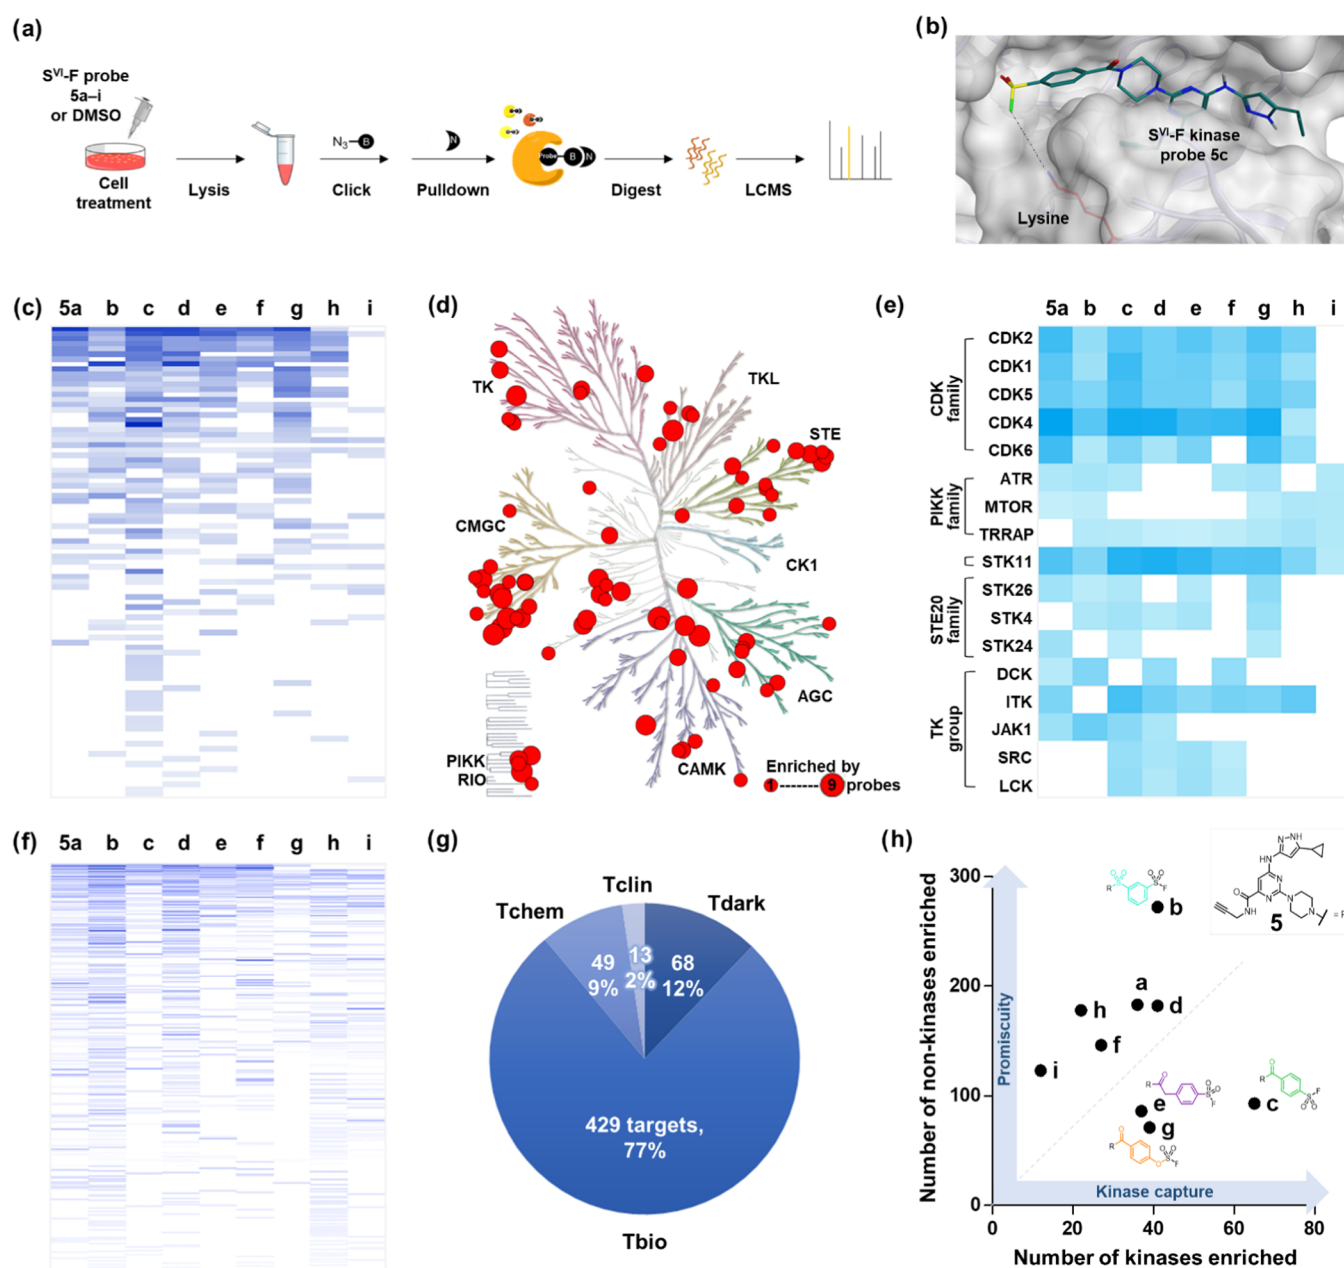 (a)
S^VI-F probe
5a–i
or DMSO
Cell
treatment
Lysis
N₃
B
Click
N
Pulldown
Probe
B
N
Digest
LCMS
(b)
S^VI-F kinase
probe 5c
Lysine
(c)
5a b c d e f g h i
(d)
TK
TKL
STE
CMGC
CK1
AGC
CAMK
PIKK
RIO
Enriched by
1
9
probes
(e)
5a b c d e f g h i
CDK
family
CDK2
CDK1
CDK5
CDK4
CDK6
PIKK
family
ATR
MTOR
TRRAP
STK11
STE20
family
STK26
STK4
STK24
TK
group
DCK
ITK
JAK1
SRC
LCK
(f)
5a b c d e f g h i
(g)
Tclin
Tchem
Tdark
13
2%
49
9%
68
12%
429 targets,
77%
Tbio
(h)
Number of non-kinases enriched
300
200
100
0
Promiscuity
Kinase capture
0 20 40 60 80
Number of kinases enriched
b
a
d
h
f
i
e
c
g
5
= R